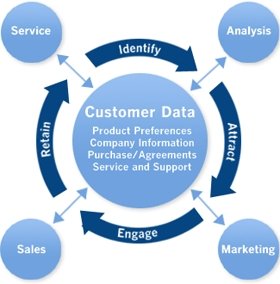 Service
Identify
Analysis
Customer Data
Product Preferences
Company Information
Purchase/Agreements
Service and Support
Retain
Attract
Engage
Sales
Marketing